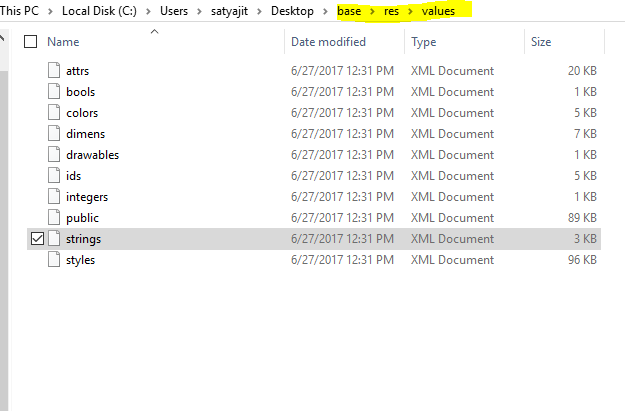 This PC > Local Disk (C:) > Users > satyajit > Desktop > base > res > values
Name Date modified Type Size
attrs 6/27/2017 12:31 PM XML Document 20 KB
bools 6/27/2017 12:31 PM XML Document 1 KB
colors 6/27/2017 12:31 PM XML Document 5 KB
dimens 6/27/2017 12:31 PM XML Document 7 KB
drawables 6/27/2017 12:31 PM XML Document 1 KB
ids 6/27/2017 12:31 PM XML Document 5 KB
integers 6/27/2017 12:31 PM XML Document 1 KB
public 6/27/2017 12:31 PM XML Document 89 KB
strings 6/27/2017 12:31 PM XML Document 3 KB
styles 6/27/2017 12:31 PM XML Document 96 KB